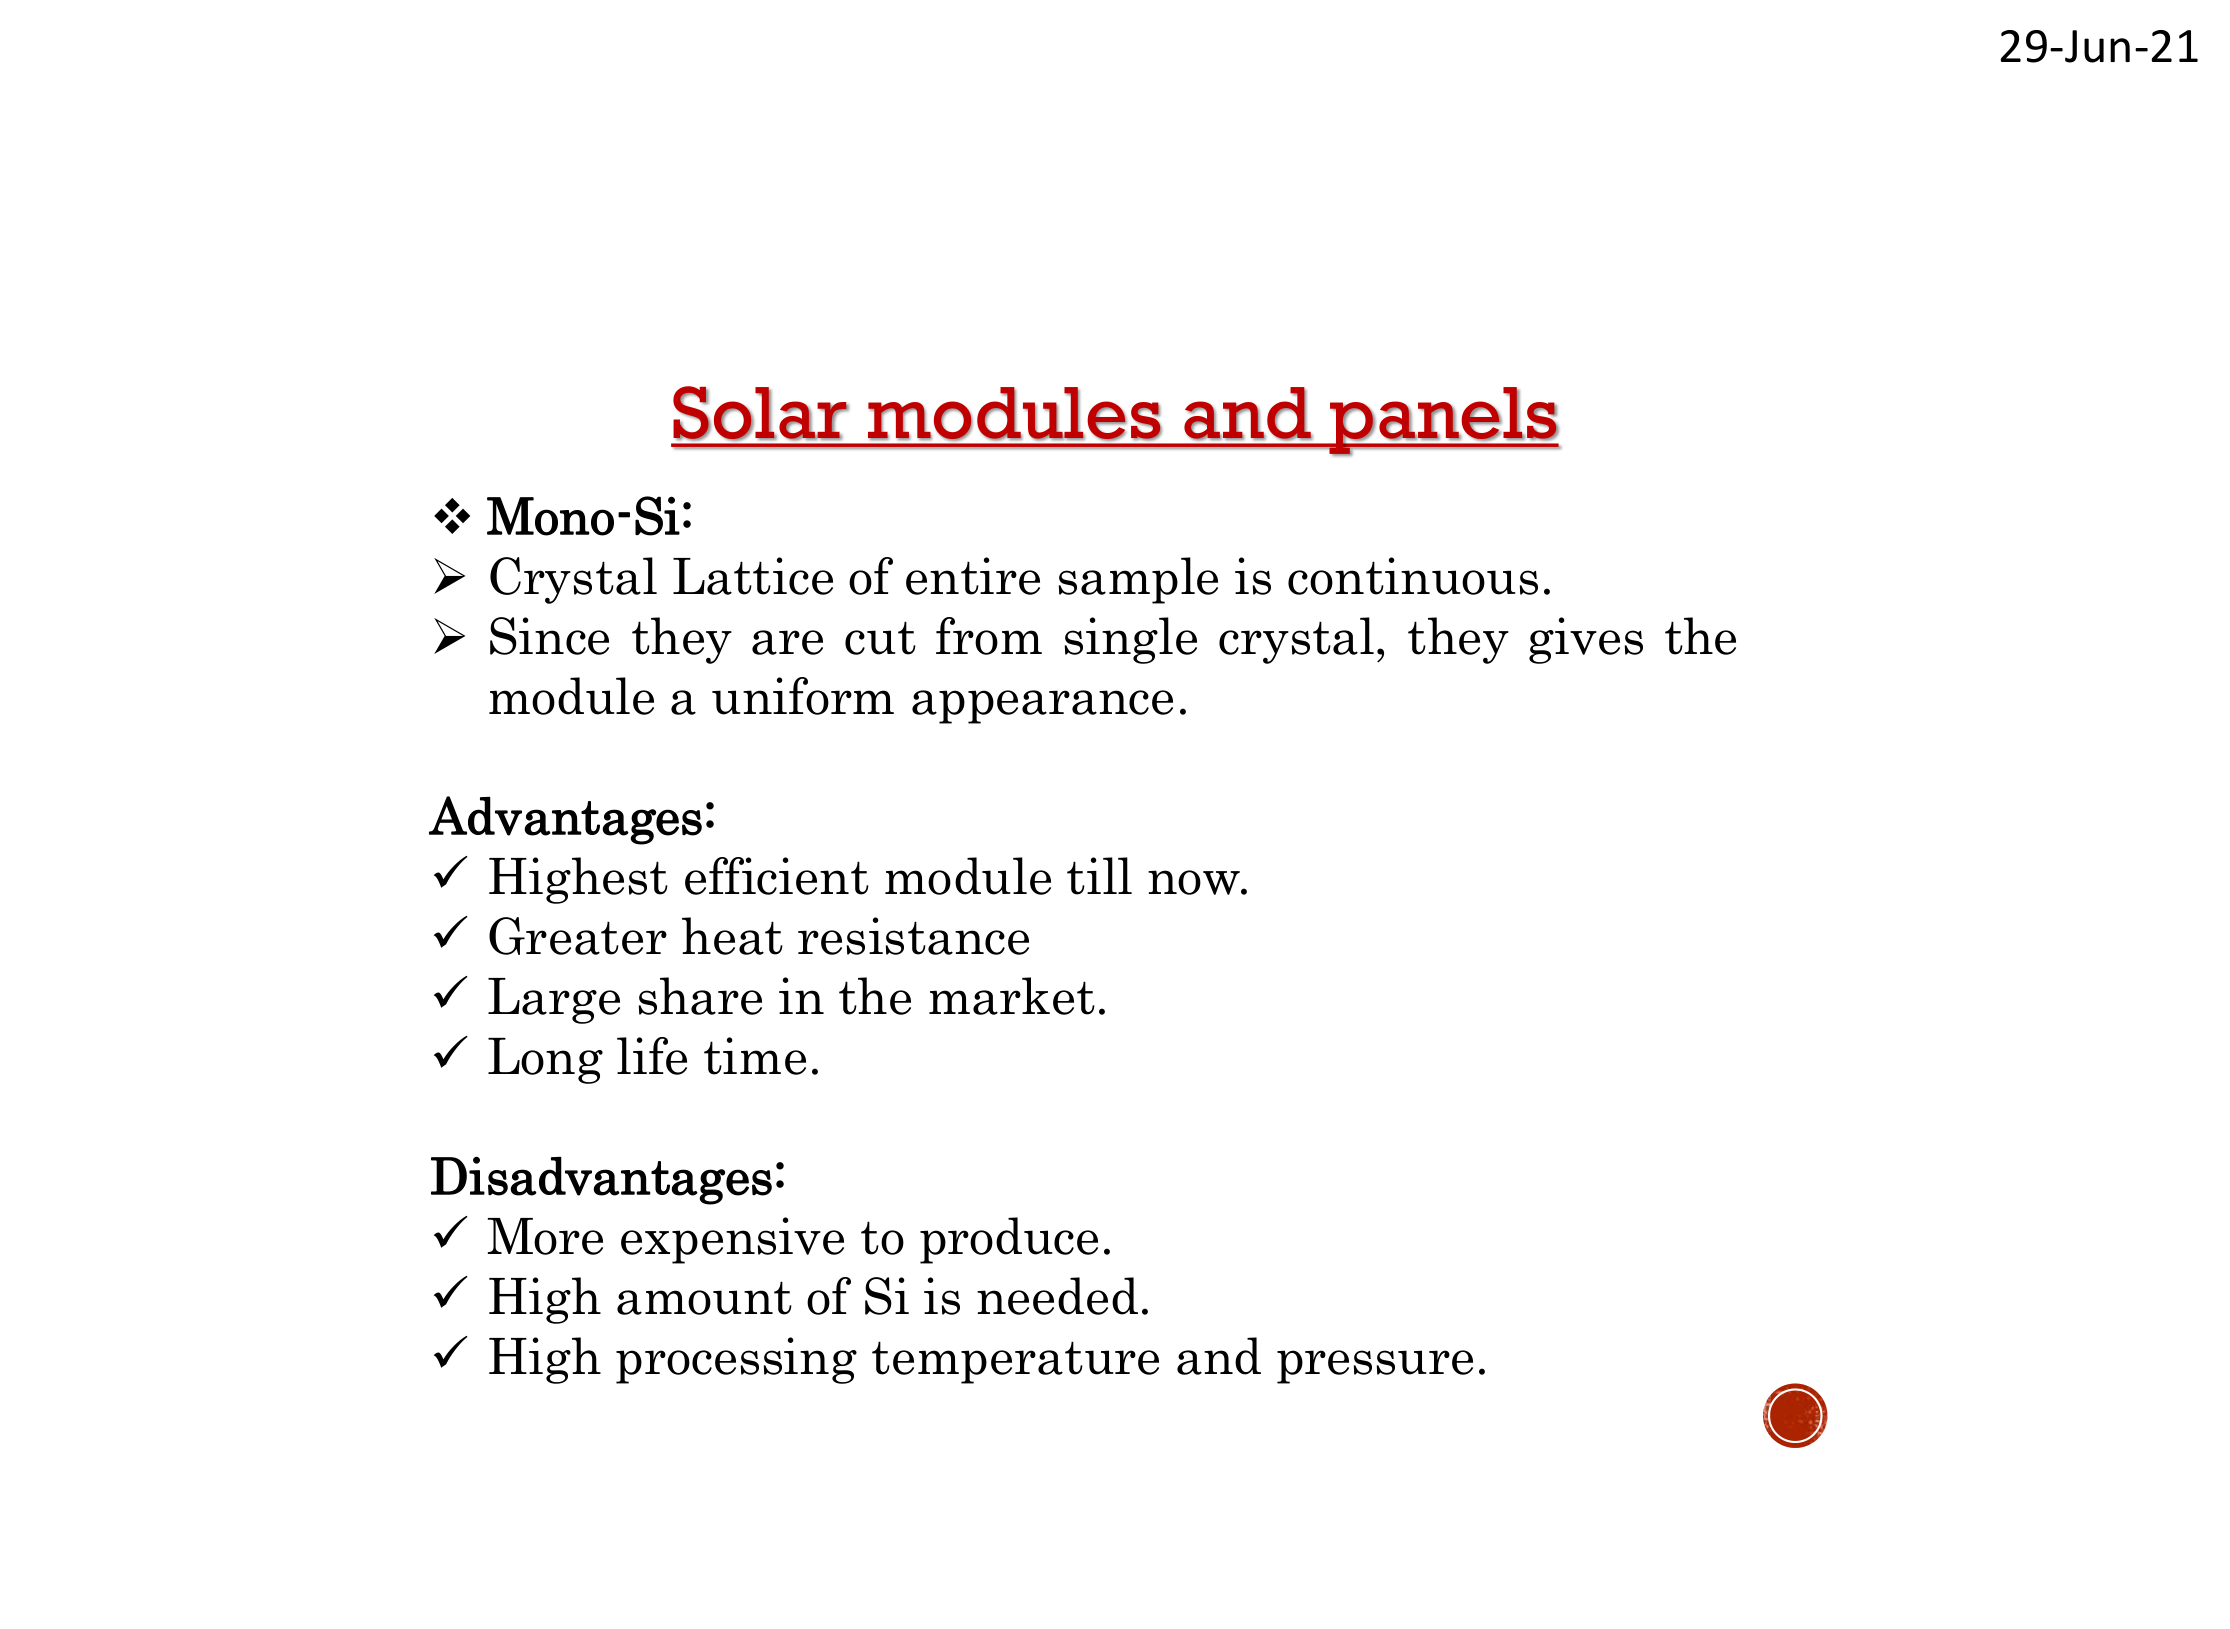 29-Jun-21
Solar modules and panels
❖ Mono-Si:
➢ Crystal Lattice of entire sample is continuous.
➢ Since they are cut from single crystal, they gives the
module a uniform appearance.
Advantages:
✓ Highest efficient module till now.
✓ Greater heat resistance
✓ Large share in the market.
✓ Long life time.
Disadvantages:
✓ More expensive to produce.
✓ High amount of Si is needed.
✓ High processing temperature and pressure.